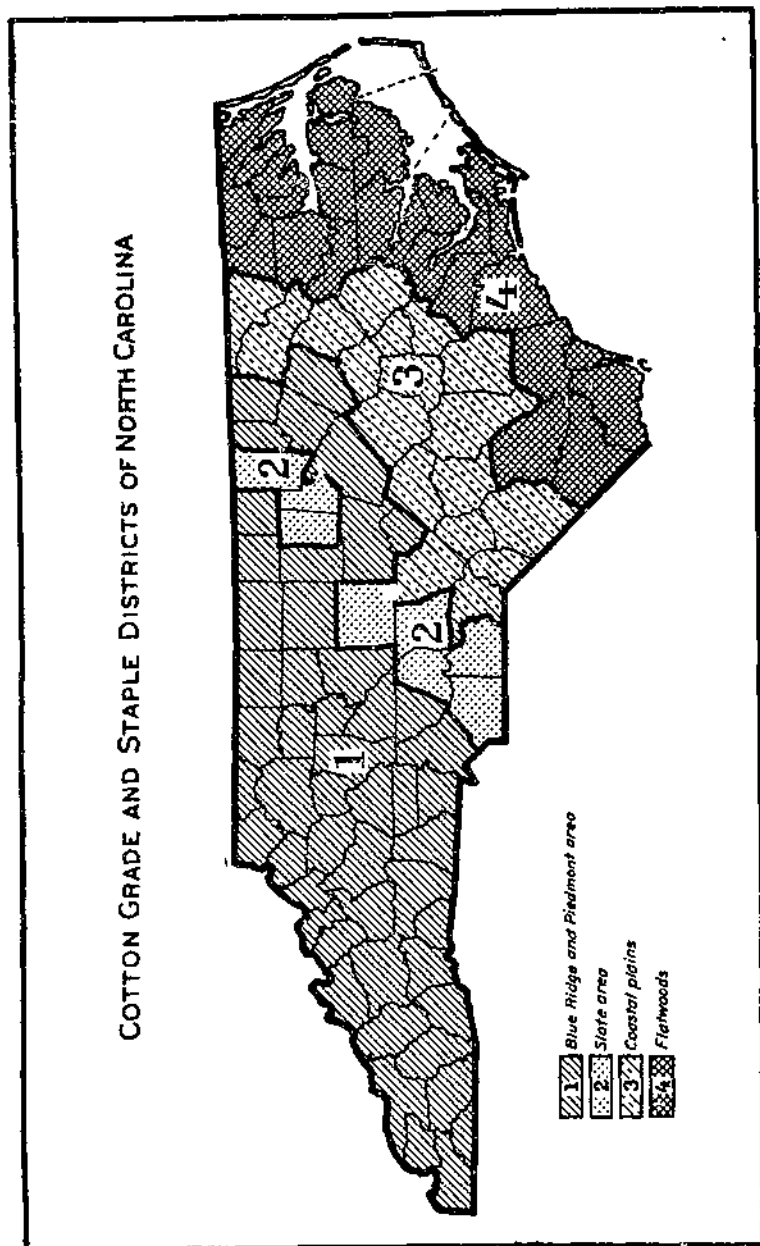 COTTON GRADE AND STAPLE DISTRICTS OF NORTH CAROLINA
1
2
2
3
4
1 Blue Ridge and Piedmont area
2 Slate area
3 Coastal plains
4 Flatwoods